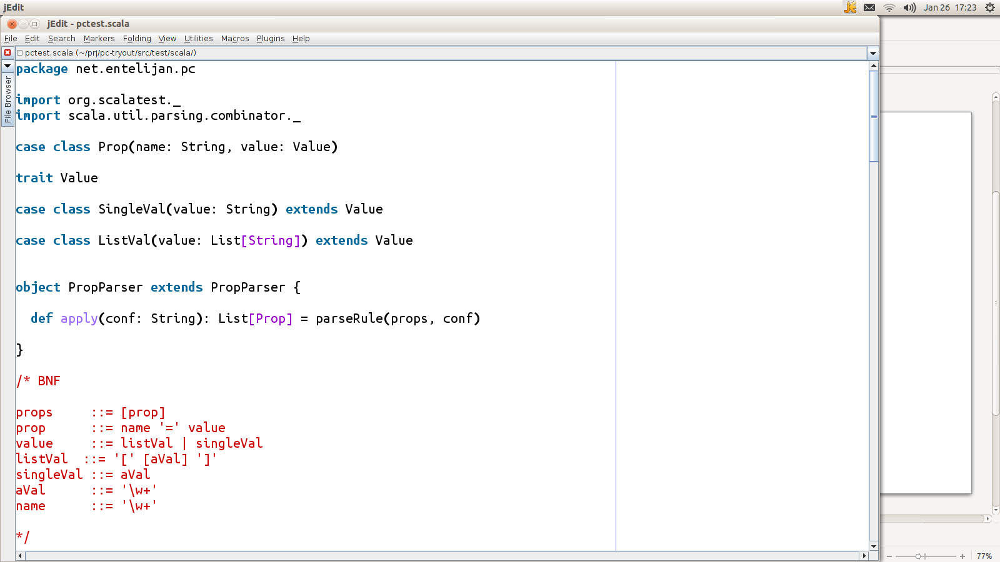 jEdit
Jan 26 17:23
jEdit - pctest.scala
File Edit Search Markers Folding View Utilities Macros Plugins Help
pctest.scala (~/prj/pc-tryout/src/test/scala/)
File Browser
package net.entelijan.pc
import org.scalatest._
import scala.util.parsing.combinator._
case class Prop(name: String, value: Value)
trait Value
case class SingleVal(value: String) extends Value
case class ListVal(value: List[String]) extends Value
object PropParser extends PropParser {
  def apply(conf: String): List[Prop] = parseRule(props, conf)
}
/* BNF
props     ::= [prop]
prop      ::= name '=' value
value     ::= listVal | singleVal
listVal  ::= '[' [aVal] ']'
singleVal ::= aVal
aVal      ::= '\w+'
name      ::= '\w+'
*/
77%